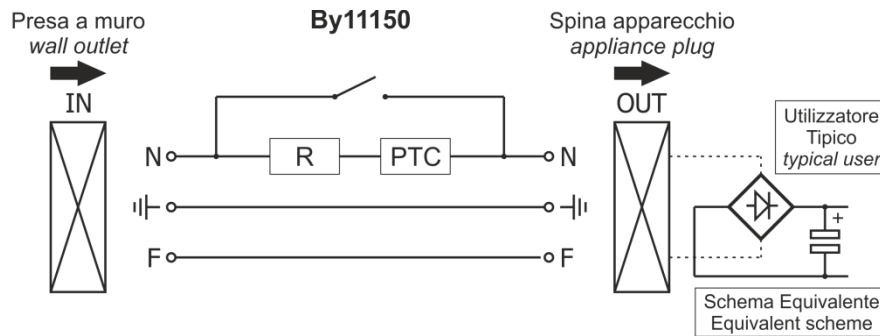 Presa a muro
wall outlet
IN
By11150
Spina apparecchio
appliance plug
OUT
Utilizzatore
Tipico
typical user
N
R
PTC
N
F
F
+
Schema Equivalente
Equivalent scheme